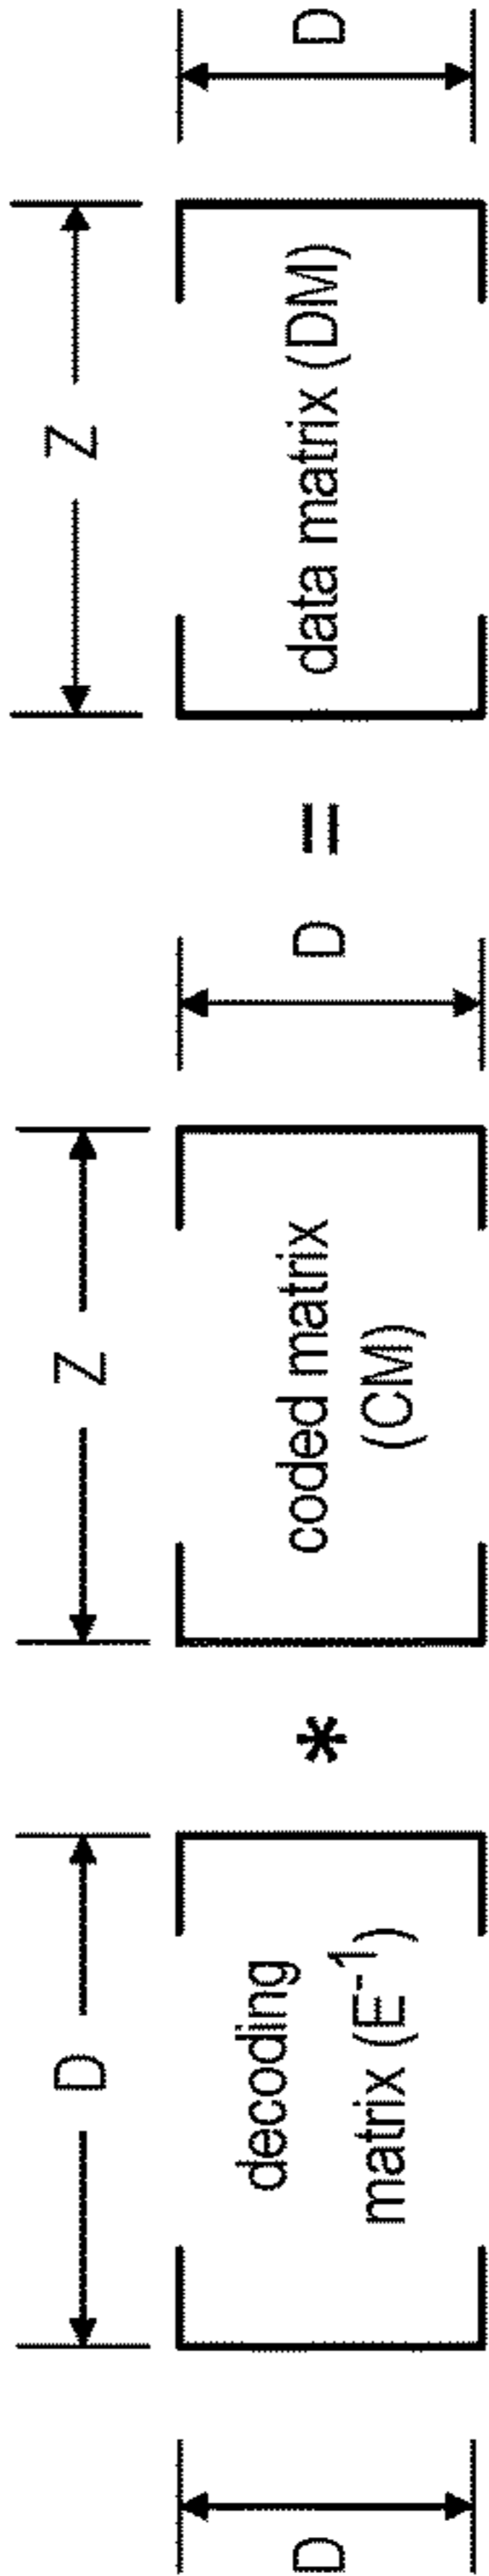 D
D
decoding
matrix (E⁻¹)
*
Z
coded matrix
(CM)
D
=
Z
data matrix (DM)
D